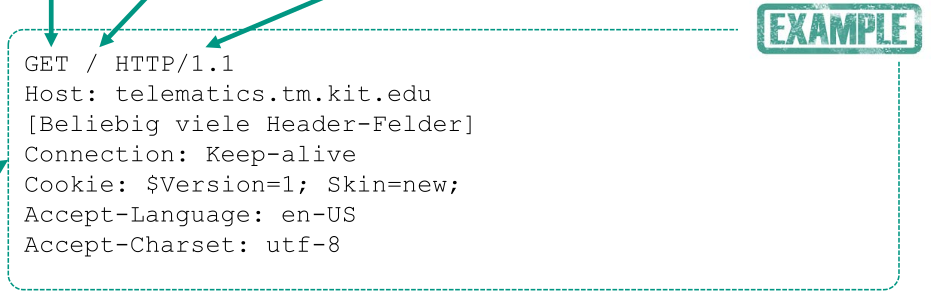 EXAMPLE
GET / HTTP/1.1
Host: telematics.tm.kit.edu
[Beliebig viele Header-Felder]
Connection: Keep-alive
Cookie: $Version=1; Skin=new;
Accept-Language: en-US
Accept-Charset: utf-8